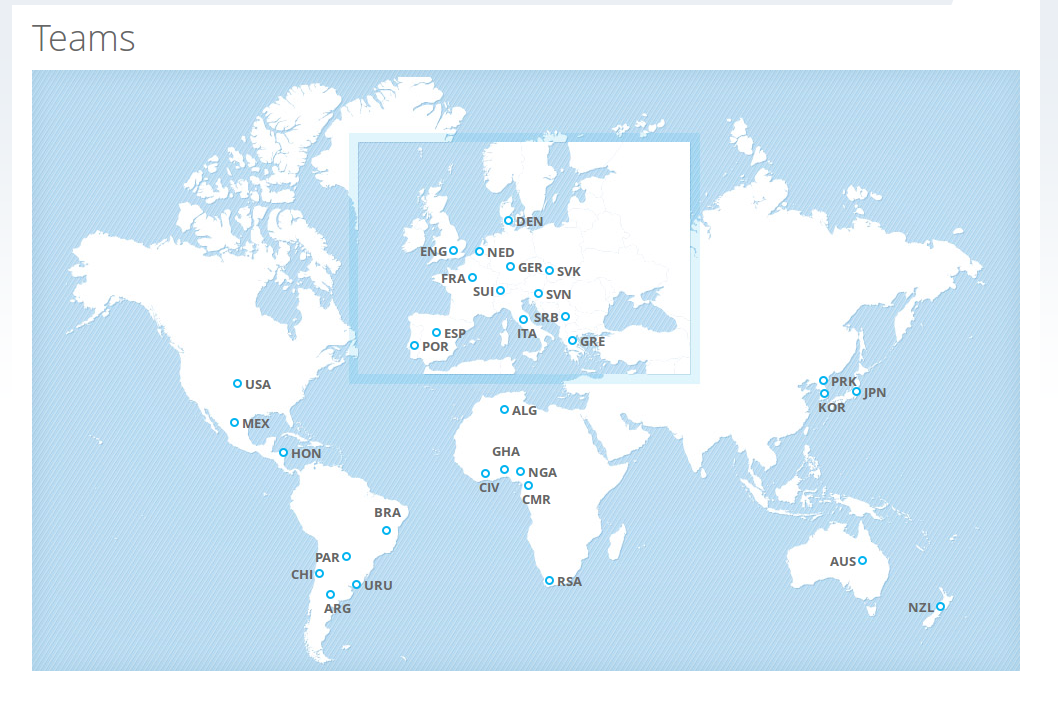 Teams
DEN
ENG
NED
GER
SVK
FRA
SUI
SVN
SRB
ITA
ESP
GRE
POR
USA
PRK
JPN
KOR
ALG
MEX
HON
GHA
NGA
CIV
CMR
BRA
PAR
AUS
CHI
URU
RSA
ARG
NZL